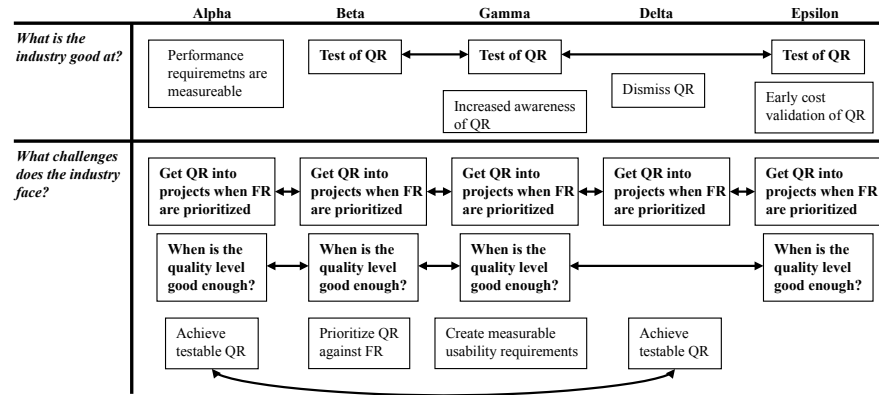 Alpha Beta Gamma Delta Epsilon
What is the
industry good at?
Performance
requiremetns are
measureable
Test of QR
Test of QR
Increased awareness
of QR
Dismiss QR
Test of QR
Early cost
validation of QR
What challenges
does the industry
face?
Get QR into
projects when FR
are prioritized
Get QR into
projects when FR
are prioritized
Get QR into
projects when FR
are prioritized
Get QR into
projects when FR
are prioritized
Get QR into
projects when FR
are prioritized
When is the
quality level
good enough?
When is the
quality level
good enough?
When is the
quality level
good enough?
When is the
quality level
good enough?
Achieve
testable QR
Prioritize QR
against FR
Create measurable
usability requirements
Achieve
testable QR